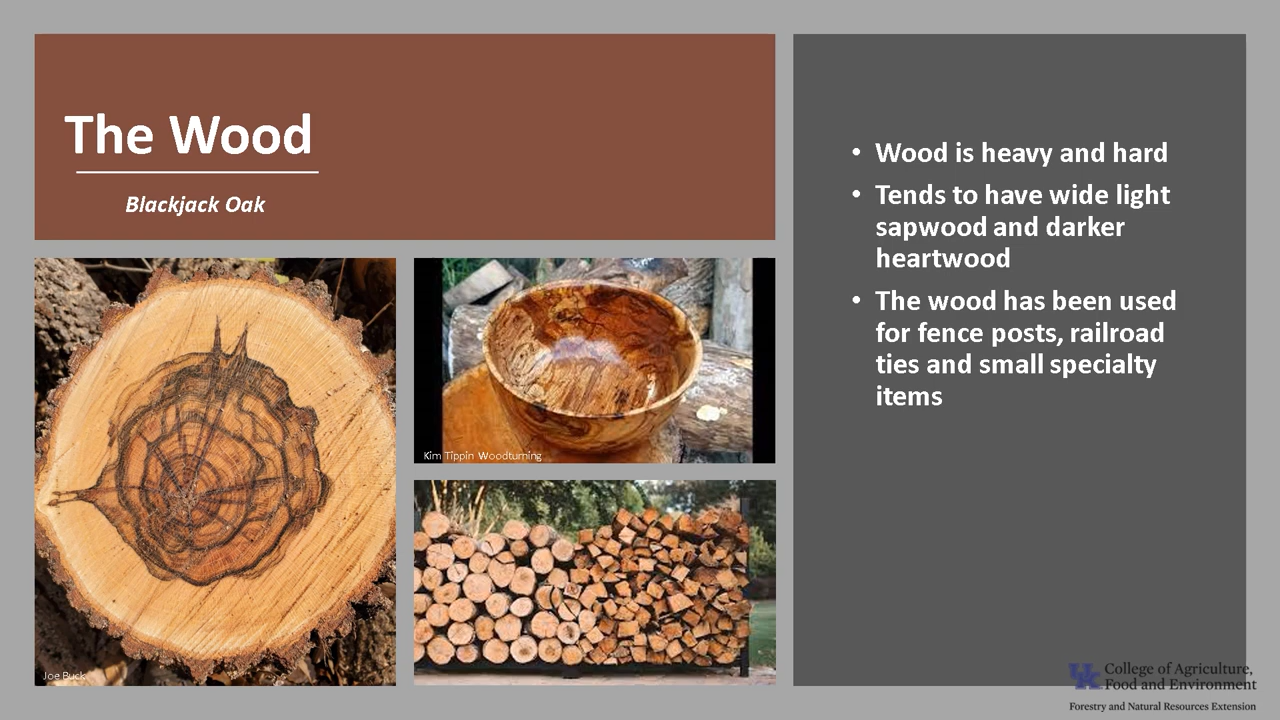 The Wood
Blackjack Oak
• Wood is heavy and hard
• Tends to have wide light
sapwood and darker
heartwood
• The wood has been used
for fence posts, railroad
ties and small specialty
items
Kim Tippin Woodturning
Joe Buck
UK
College of Agriculture,
Food and Environment
Forestry and Natural Resources Extension